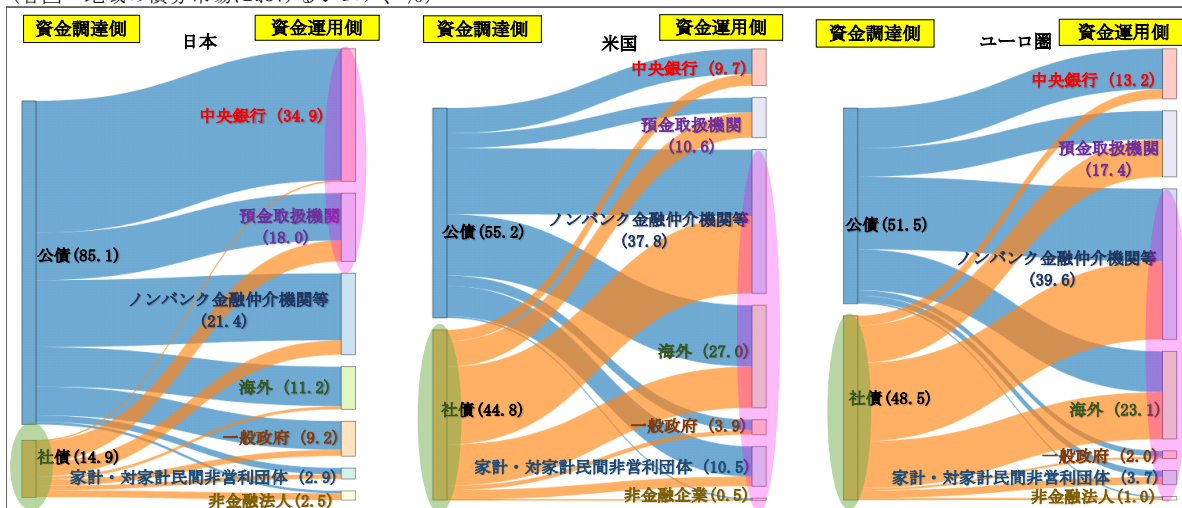 資金調達側
日本
資金運用側
中央銀行 (34.9)
預金取扱機関
(18.0)
公債(85.1)
ノンバンク金融仲介機関等
(21.4)
海外 (11.2)
一般政府 (9.2)
社債(14.9)
家計・対家計民間非営利団体 (2.9)
非金融法人(2.5)
資金調達側
米国
資金運用側
中央銀行 (9.7)
預金取扱機関
(10.6)
公債(55.2)
ノンバンク金融仲介機関等
(37.8)
海外 (27.0)
社債(44.8)
一般政府 (3.9)
家計・対家計民間非営利団体 (10.5)
非金融企業(0.5)
資金調達側
ユーロ圏
資金運用側
中央銀行 (13.2)
預金取扱機関
(17.4)
公債(51.5)
ノンバンク金融仲介機関等
(39.6)
社債(48.5)
海外 (23.1)
一般政府 (2.0)
家計・対家計民間非営利団体 (3.7)
非金融法人(1.0)